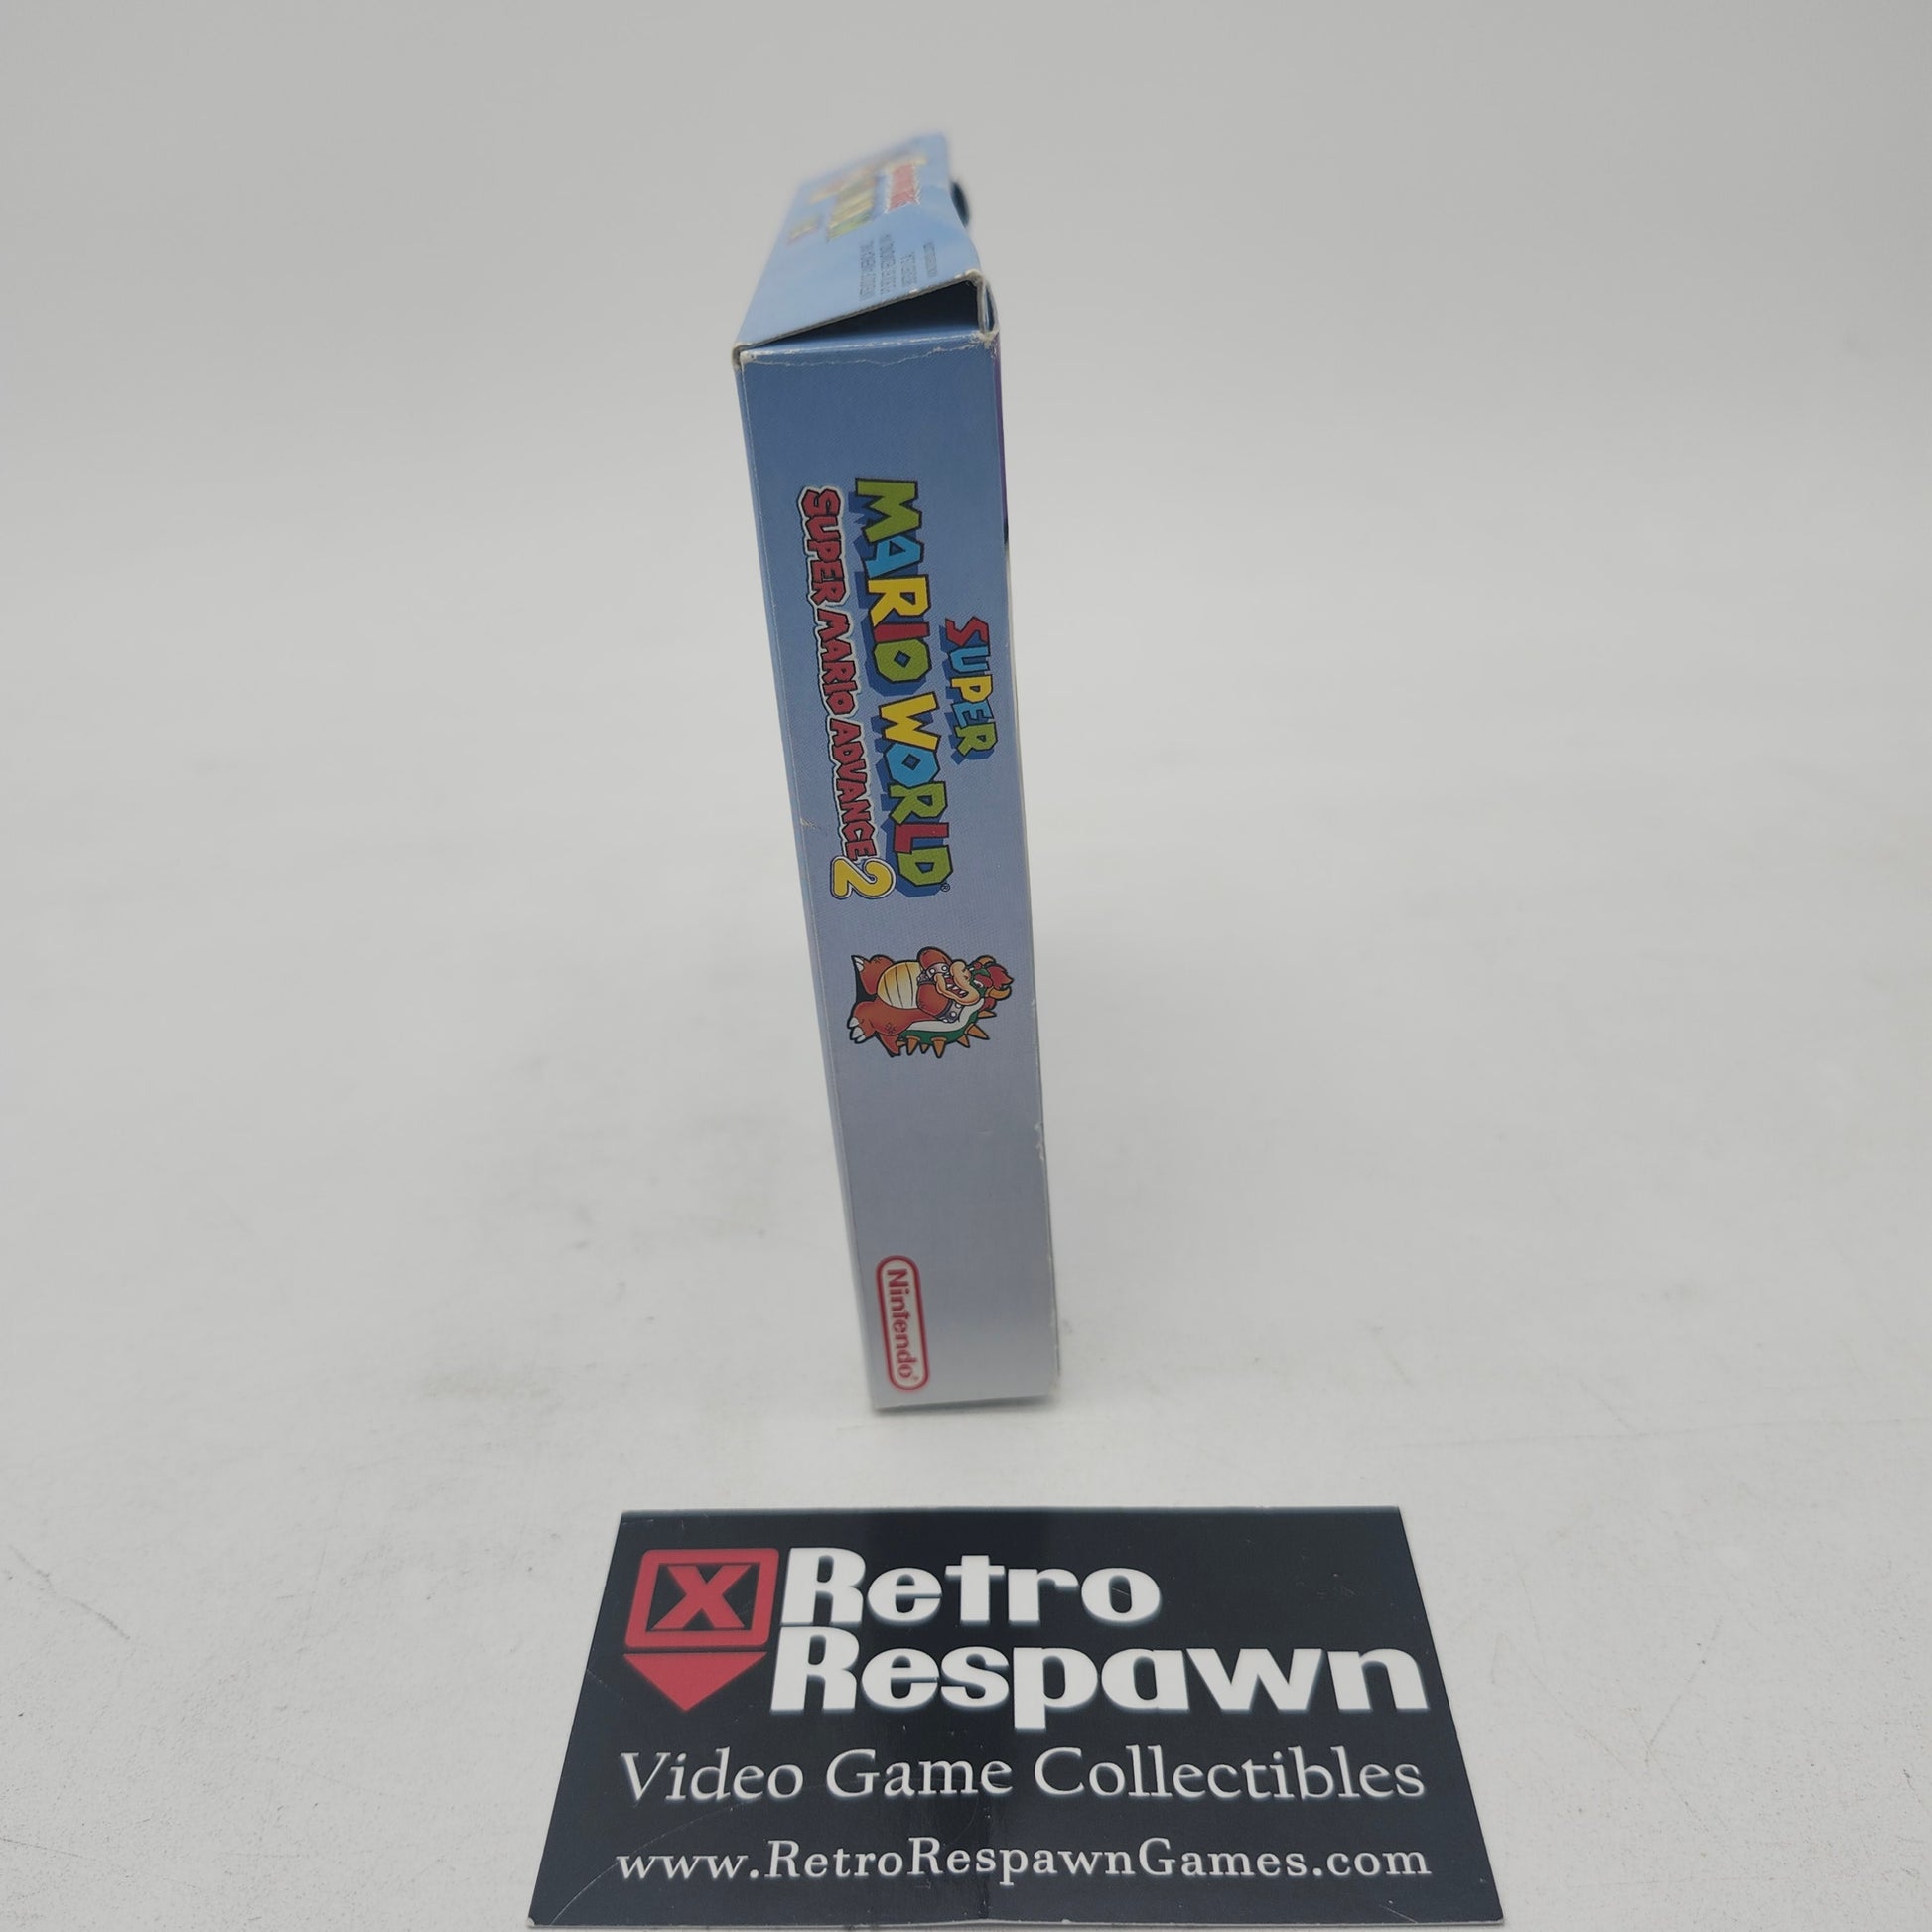 SUPER
MARIO WORLD®
SUPER MARIO ADVANCE 2
Nintendo®
X Retro
Respawn
Video Game Collectibles
www.RetroRespawnGames.com